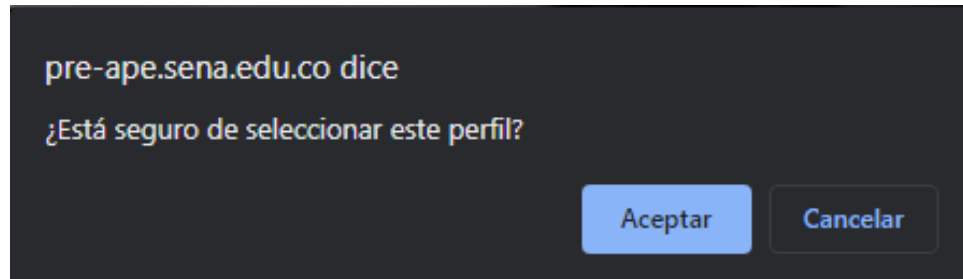 pre-ape.sena.edu.co dice
¿Está seguro de seleccionar este perfil?
Aceptar Cancelar